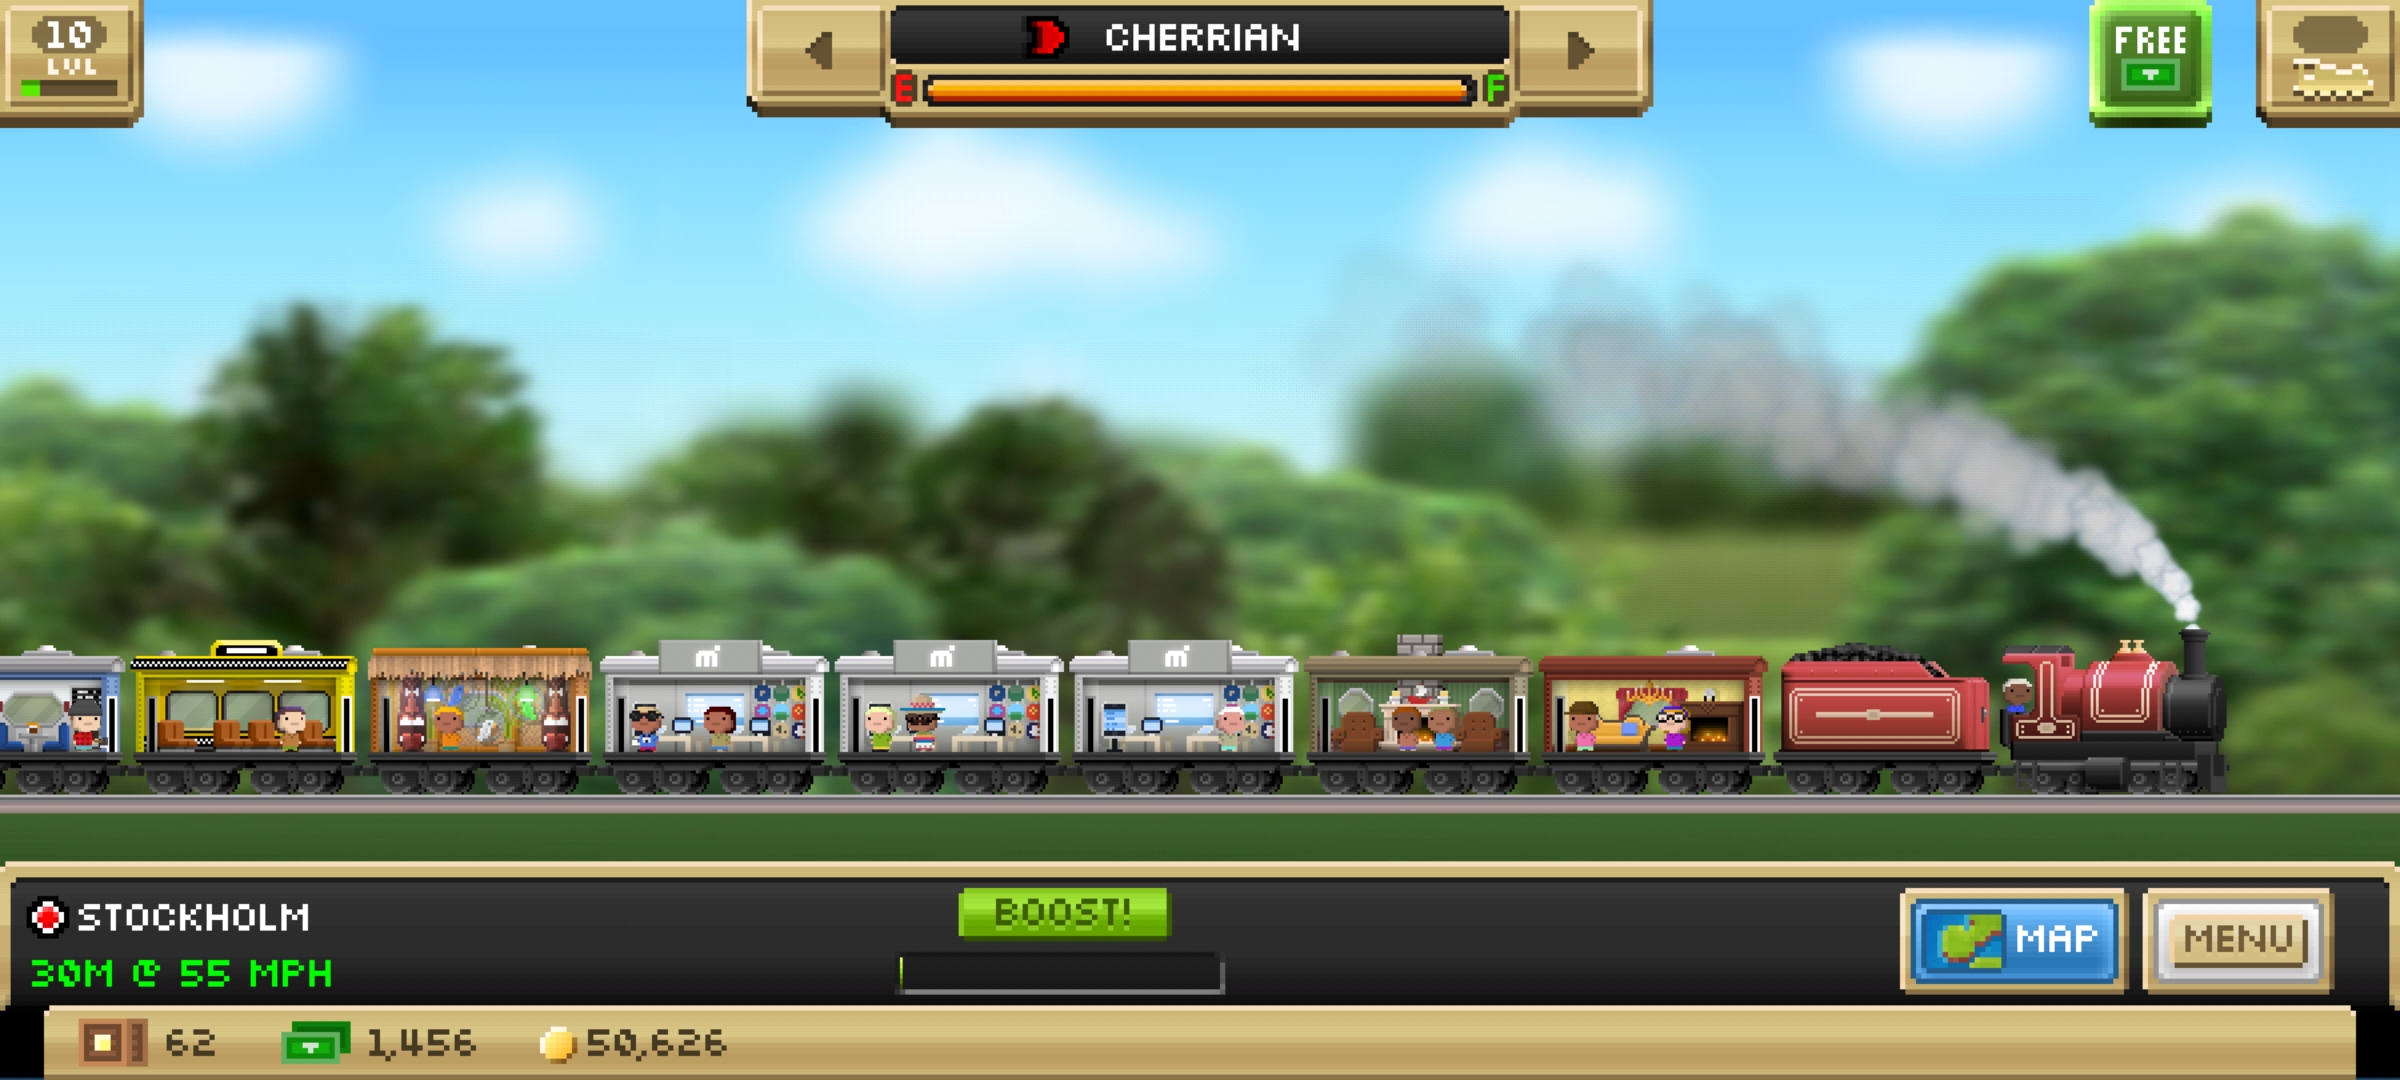 10
LVL
CHERRIAN
E F
FREE
m
m
m
STOCKHOLM
30M @ 55 MPH
BOOST!
MAP
MENU
62
1,456
50,626